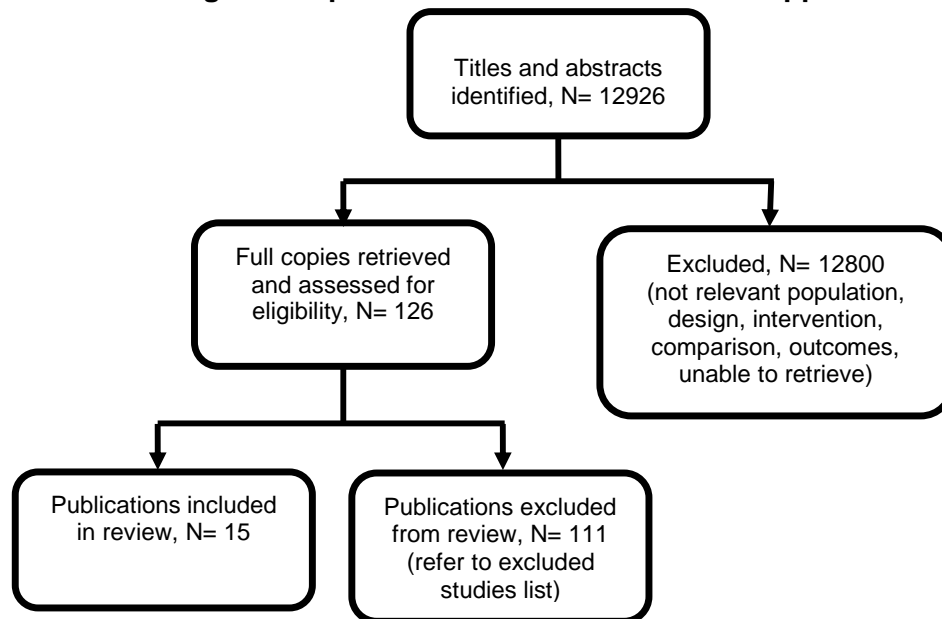 Titles and abstracts
identified, N= 12926
Full copies retrieved
and assessed for
eligibility, N= 126
Excluded, N= 12800
(not relevant population,
design, intervention,
comparison, outcomes,
unable to retrieve)
Publications included
in review, N= 15
Publications excluded
from review, N= 111
(refer to excluded
studies list)